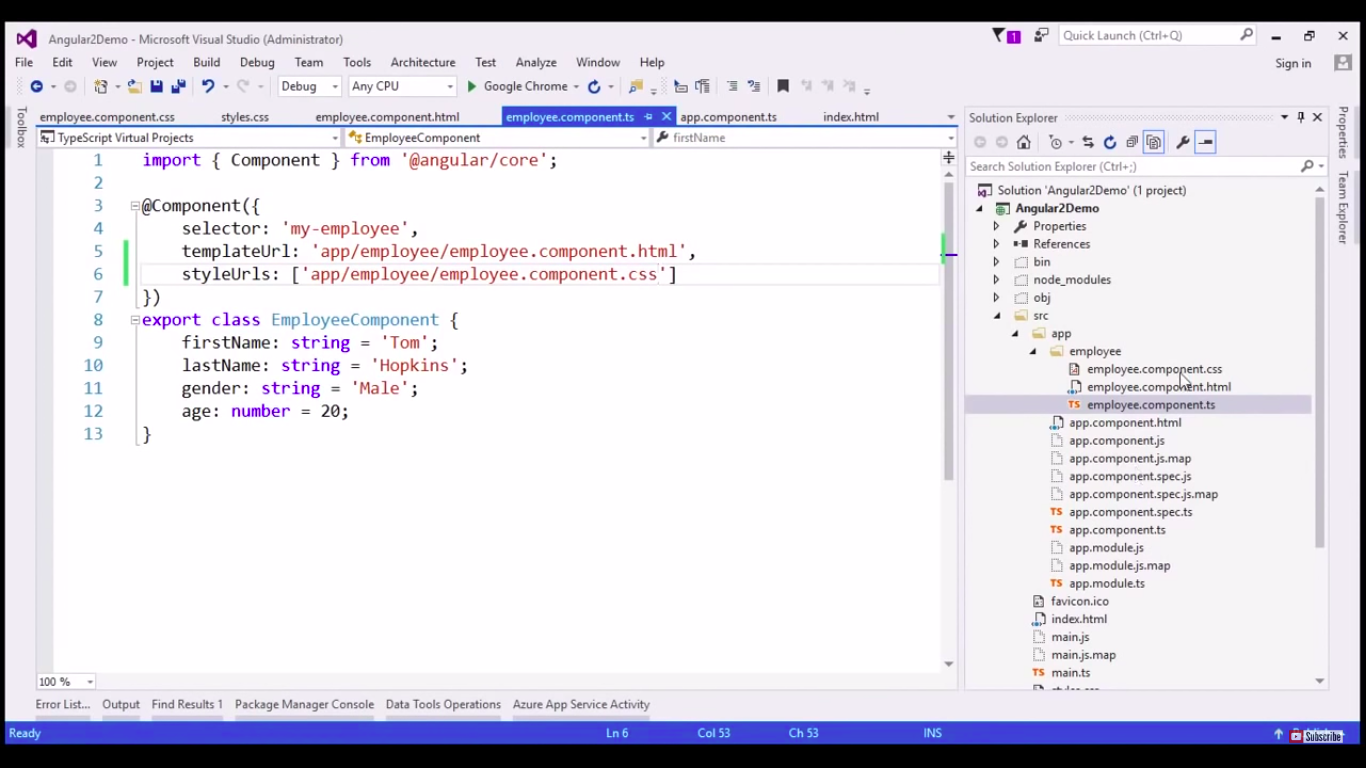 Angular2Demo - Microsoft Visual Studio (Administrator)
1
Quick Launch (Ctrl+Q)
File Edit View Project Build Debug Team Tools Architecture Test Analyze Window Help
Sign in
Debug
Any CPU
Google Chrome
Toolbox
employee.component.css styles.css employee.component.html employee.component.ts app.component.ts index.html
TypeScript Virtual Projects
EmployeeComponent
firstName
1 import { Component } from '@angular/core';
2
3 @Component({
4 selector: 'my-employee',
5 templateUrl: 'app/employee/employee.component.html',
6 styleUrls: ['app/employee/employee.component.css']
7 })
8 export class EmployeeComponent {
9 firstName: string = 'Tom';
10 lastName: string = 'Hopkins';
11 gender: string = 'Male';
12 age: number = 20;
13 }
100 %
Solution Explorer
Search Solution Explorer (Ctrl+;)
Solution 'Angular2Demo' (1 project)
Angular2Demo
Properties
References
bin
node_modules
obj
src
app
employee
employee.component.css
employee.component.html
TS employee.component.ts
app.component.html
app.component.js
app.component.js.map
app.component.spec.js
app.component.spec.js.map
TS app.component.spec.ts
TS app.component.ts
app.module.js
app.module.js.map
TS app.module.ts
favicon.ico
index.html
main.js
main.js.map
TS main.ts
Properties
Team Explorer
Error List... Output Find Results 1 Package Manager Console Data Tools Operations Azure App Service Activity
Ready
Ln 6
Col 53
Ch 53
INS
Subscribe